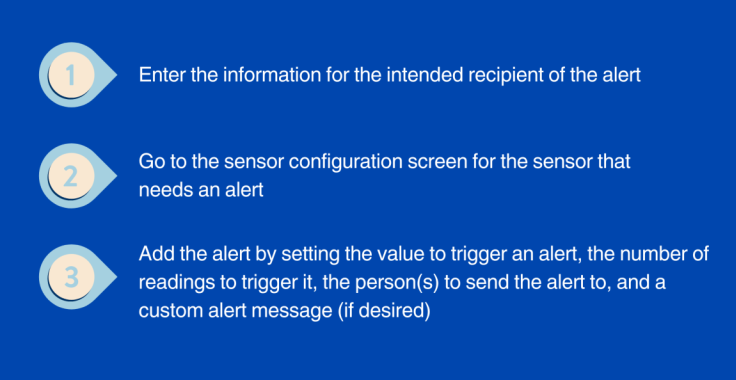 1
Enter the information for the intended recipient of the alert
2
Go to the sensor configuration screen for the sensor that
needs an alert
3
Add the alert by setting the value to trigger an alert, the number of
readings to trigger it, the person(s) to send the alert to, and a
custom alert message (if desired)